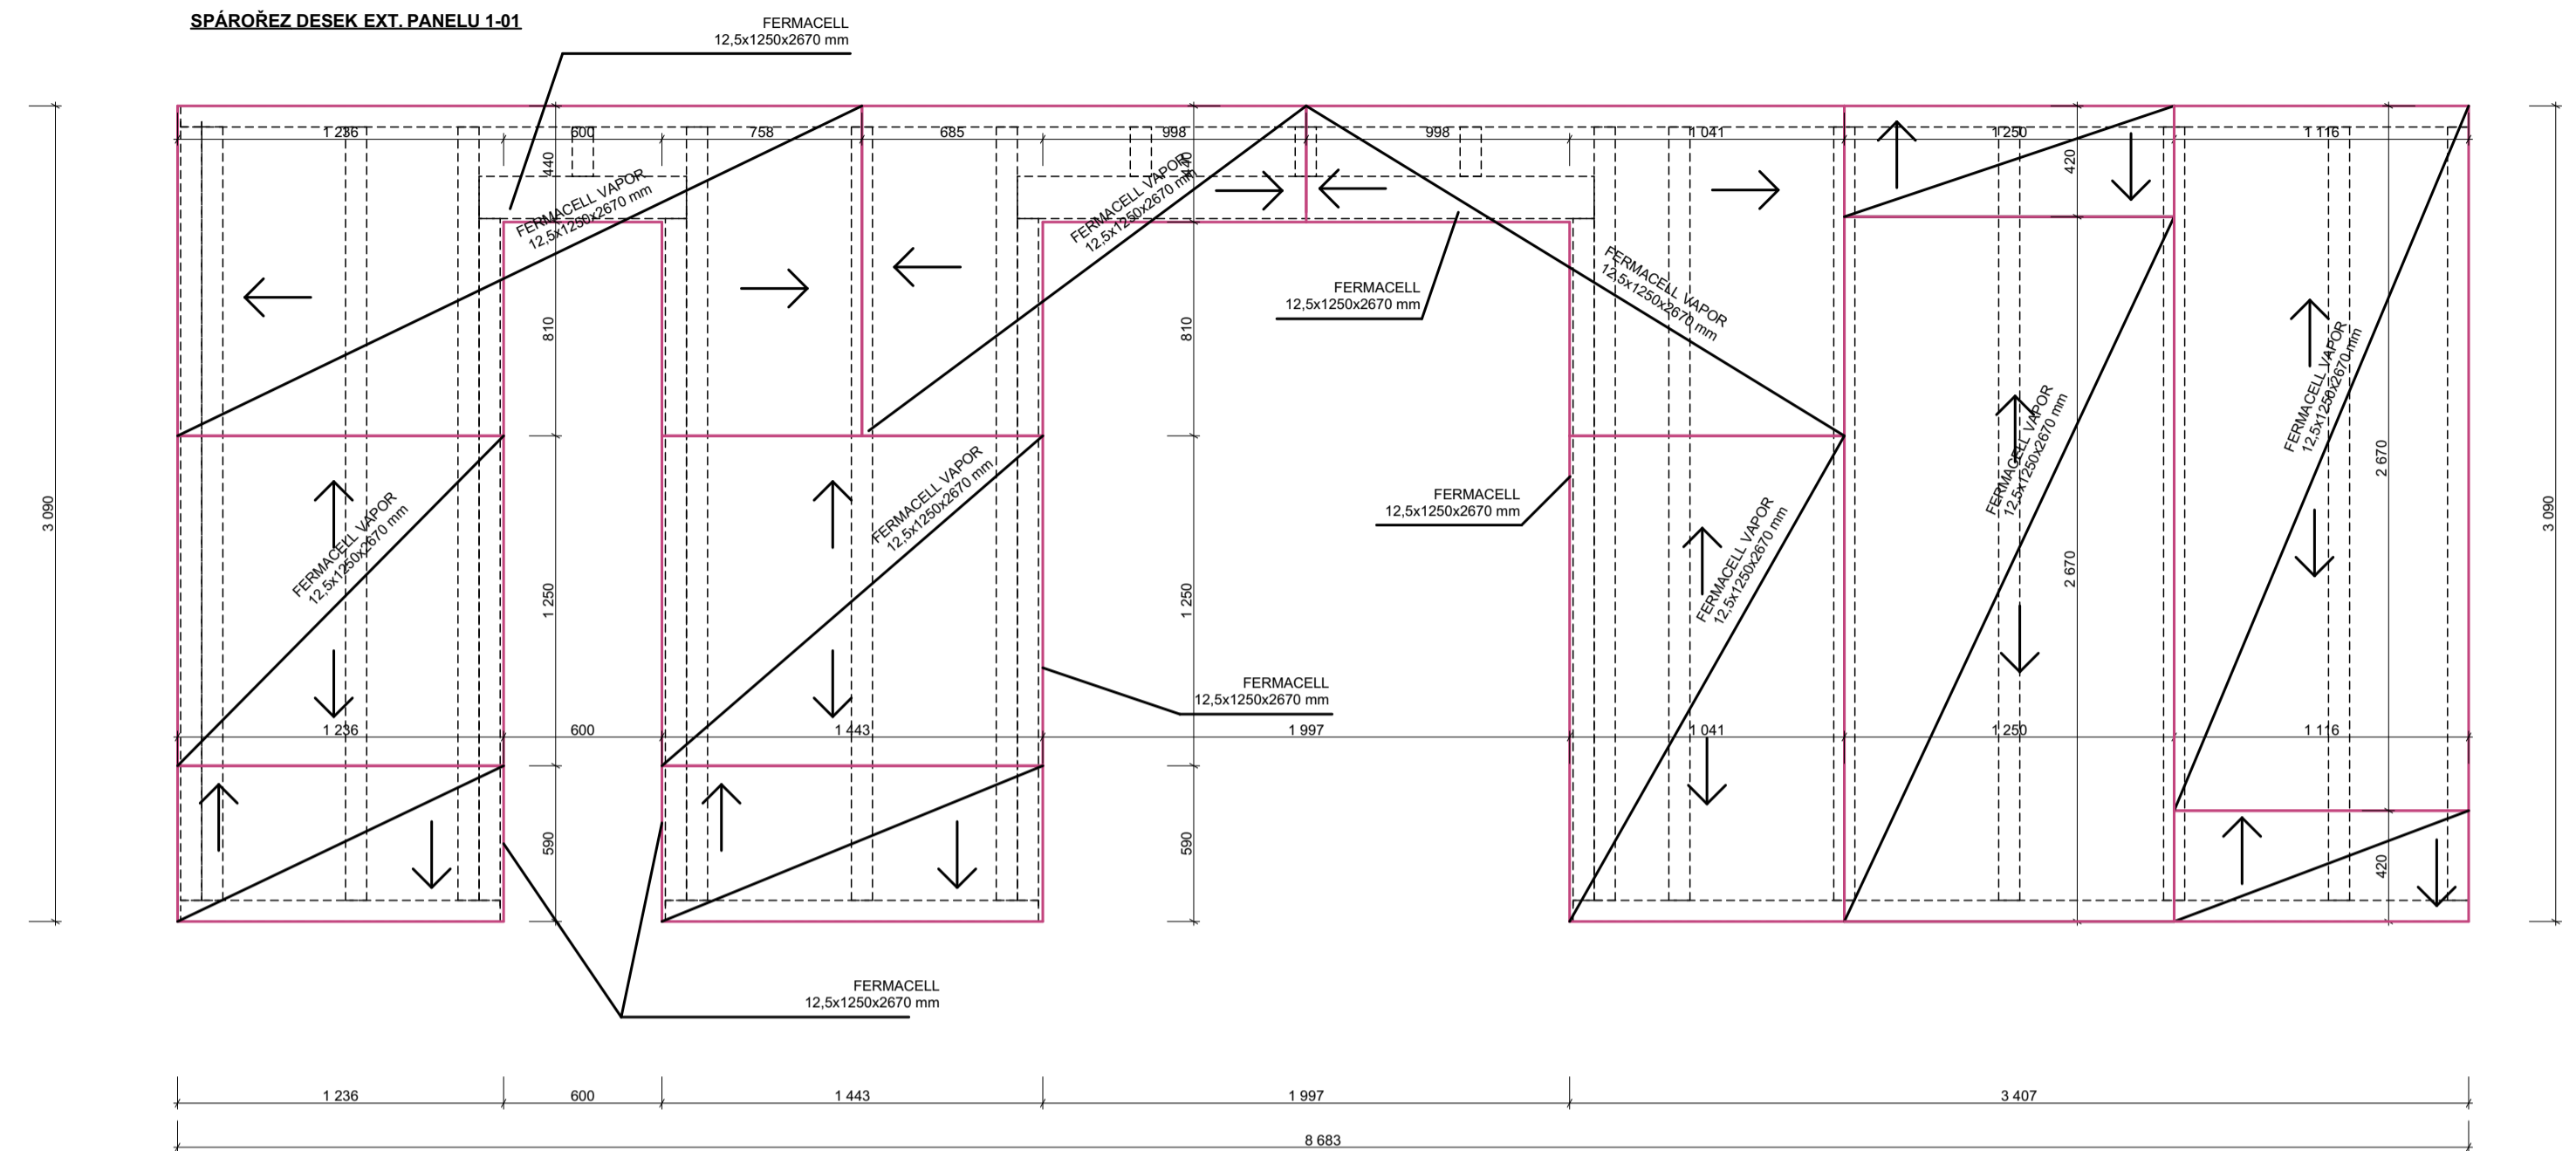 SPÁROŘEZ DESEK EXT. PANELU 1-01
FERMACELL
12,5x1250x2670 mm
1 236
600
758
685
998
998
1 041
1 250
1 116
440
440
420
FERMACELL VAPOR
12,5x1250x2670 mm
FERMACELL VAPOR
12,5x1250x2670 mm
FERMACELL VAPOR
12,5x1250x2670 mm
FERMACELL
12,5x1250x2670 mm
810
810
FERMACELL VAPOR
12,5x1250x2670 mm
FERMACELL VAPOR
12,5x1250x2670 mm
FERMACELL VAPOR
12,5x1250x2670 mm
FERMACELL VAPOR
12,5x1250x2670 mm
FERMACELL VAPOR
12,5x1250x2670 mm
2 670
3 090
3 090
FERMACELL
12,5x1250x2670 mm
2 670
1 250
1 250
FERMACELL
12,5x1250x2670 mm
1 236
600
1 443
1 997
1 041
1 250
1 116
590
590
420
FERMACELL
12,5x1250x2670 mm
1 236
600
1 443
1 997
3 407
8 683